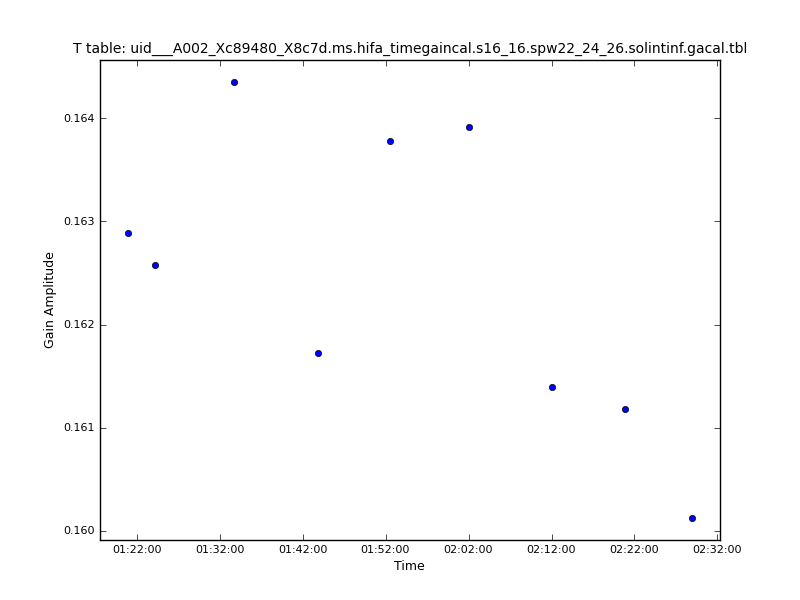 T table: uid___A002_Xc89480_X8c7d.ms.hifa_timegaincal.s16_16.spw22_24_26.solintinf.gacal.tbl
0.164
0.163
0.162
0.161
0.160
Gain Amplitude
01:22:00 01:32:00 01:42:00 01:52:00 02:02:00 02:12:00 02:22:00 02:32:00
Time